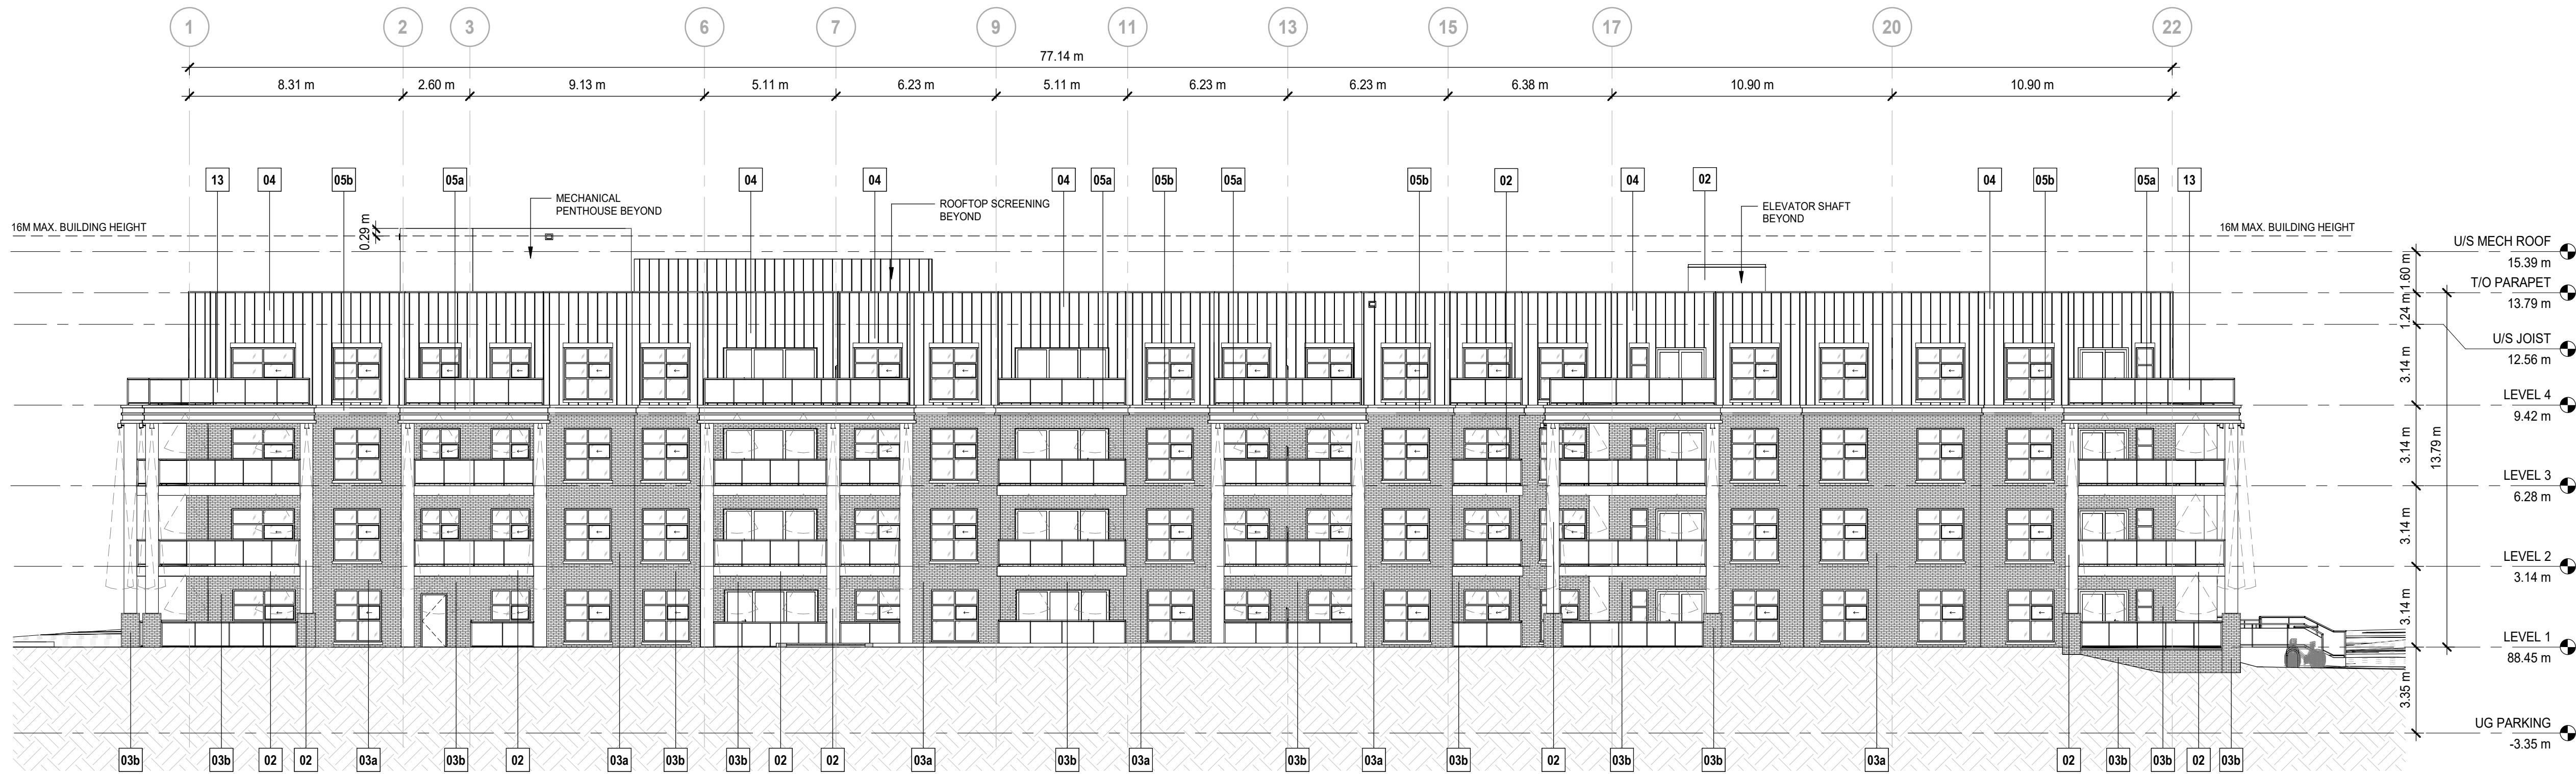 1 2 3 6 7 9 11 13 15 17 20 22
77.14 m
8.31 m 2.60 m 9.13 m 5.11 m 6.23 m 5.11 m 6.23 m 6.23 m 6.38 m 10.90 m 10.90 m
13 04 05b 05a 04 04 04 05a 05b 05a 05b 02 04 02 04 05b 05a 13
MECHANICAL
PENTHOUSE BEYOND
ROOFTOP SCREENING
BEYOND
ELEVATOR SHAFT
BEYOND
16M MAX. BUILDING HEIGHT
0.29 m
16M MAX. BUILDING HEIGHT
U/S MECH ROOF
15.39 m
1.60 m
T/O PARAPET
13.79 m
1.24 m
U/S JOIST
12.56 m
3.14 m
LEVEL 4
9.42 m
3.14 m
13.79 m
LEVEL 3
6.28 m
3.14 m
LEVEL 2
3.14 m
3.14 m
LEVEL 1
88.45 m
3.35 m
UG PARKING
-3.35 m
03b 03b 02 02 03a 03b 02 03a 03b 03b 02 02 03a 03b 03a 03b 03a 03b 02 03b 03b 03a 02 03b 03b 02 03b